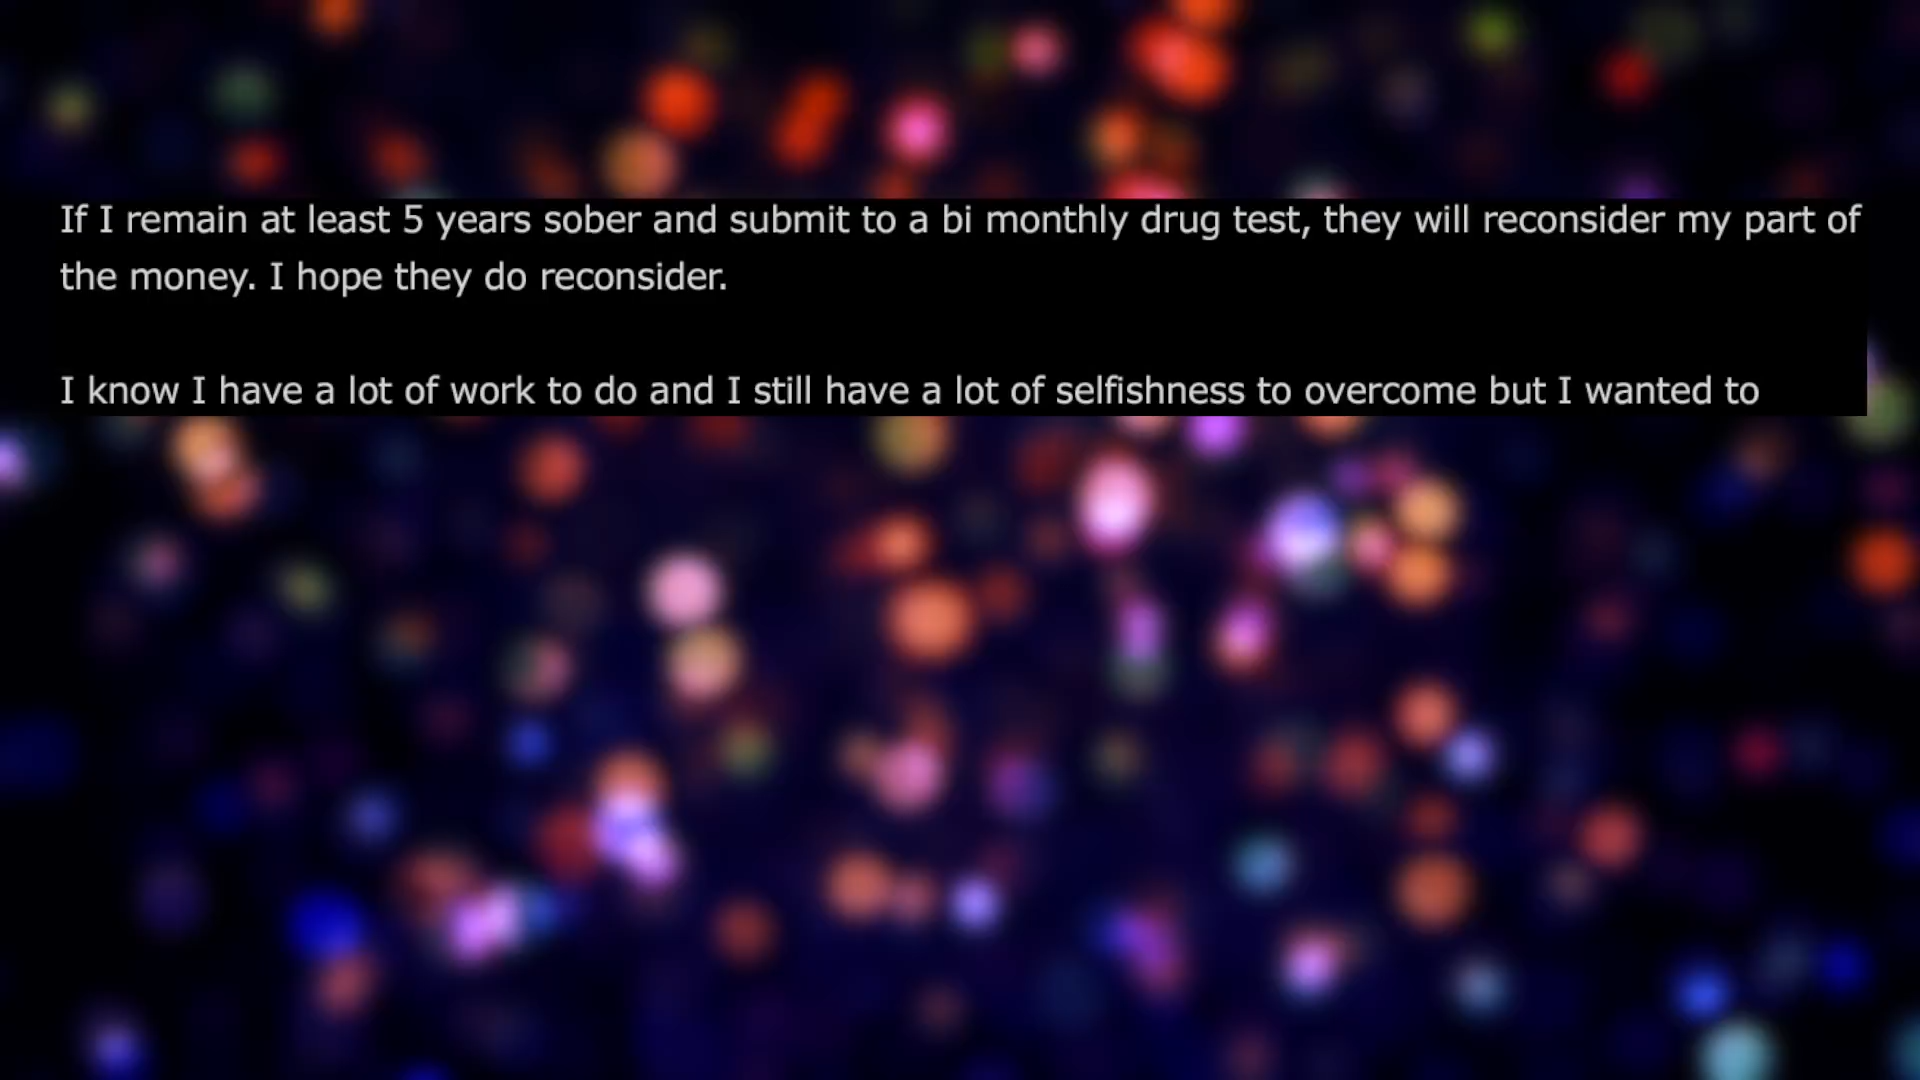 If I remain at least 5 years sober and submit to a bi monthly drug test, they will reconsider my part of
the money. I hope they do reconsider.
I know I have a lot of work to do and I still have a lot of selfishness to overcome but I wanted to